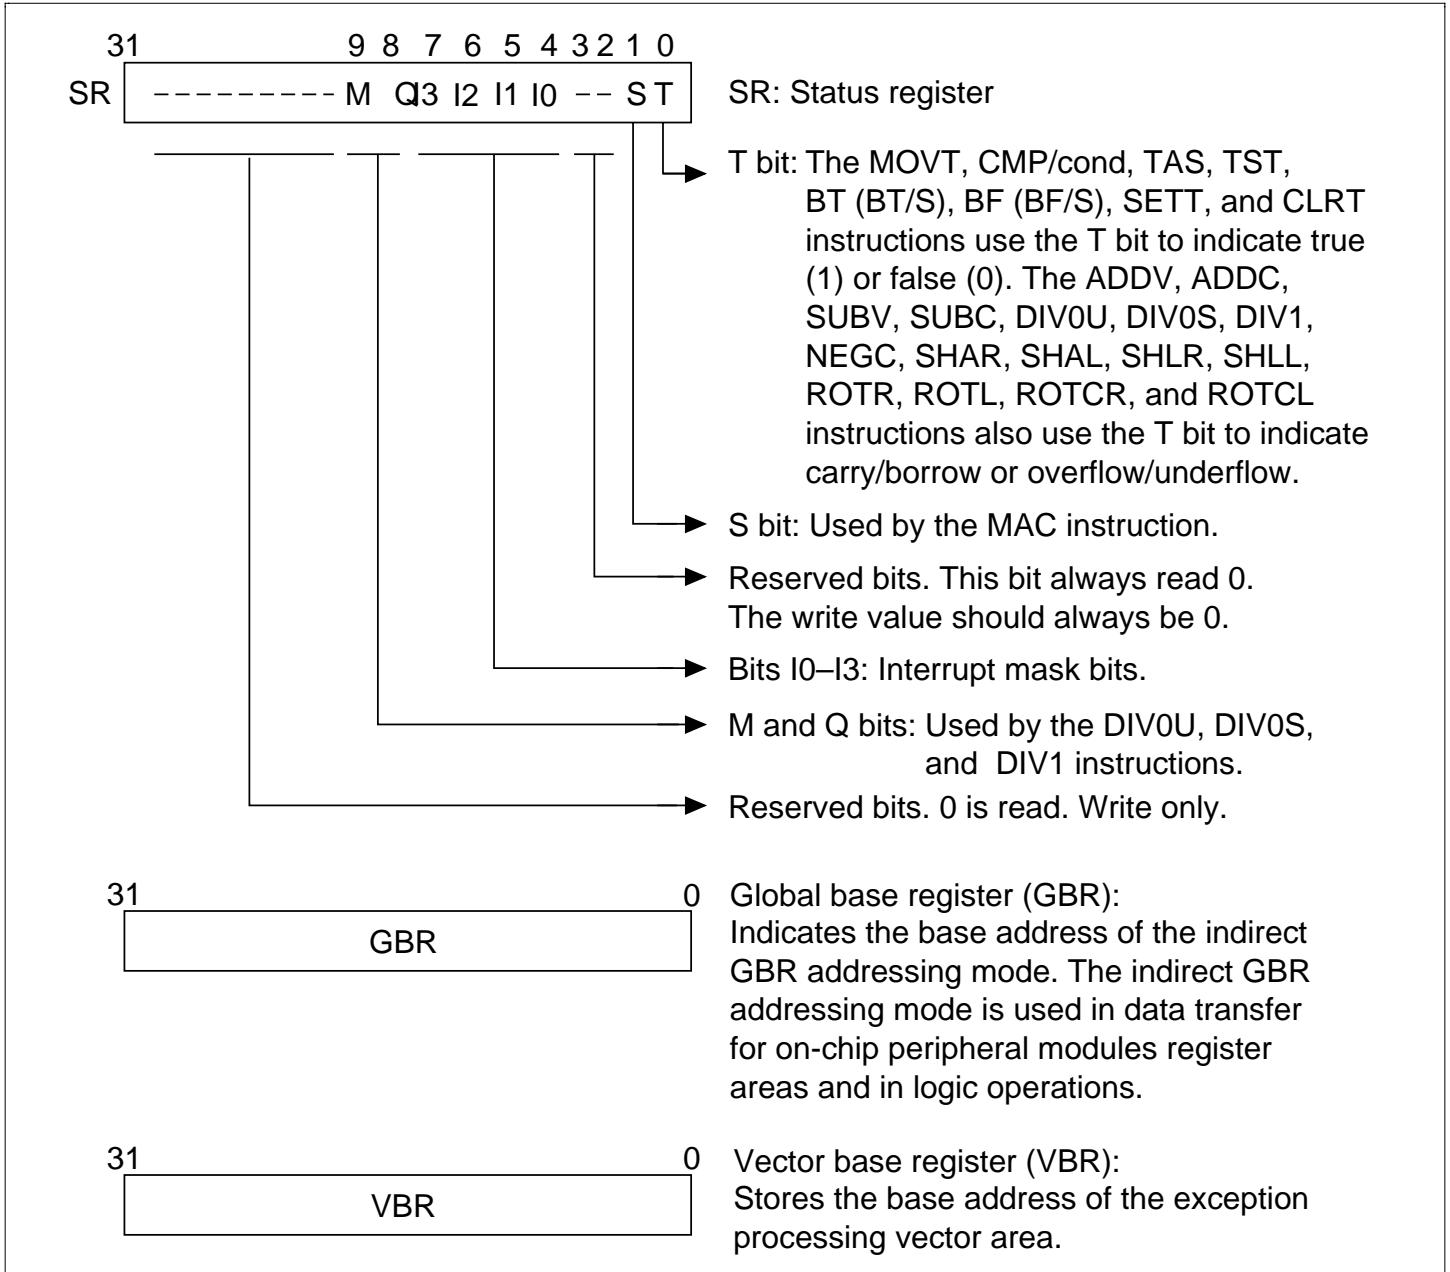 31 9 8 7 6 5 4 3 2 1 0
SR --------- M Q I3 I2 I1 I0 -- S T
SR: Status register
T bit: The MOVT, CMP/cond, TAS, TST,
BT (BT/S), BF (BF/S), SETT, and CLRT
instructions use the T bit to indicate true
(1) or false (0). The ADDV, ADDC,
SUBV, SUBC, DIV0U, DIV0S, DIV1,
NEGC, SHAR, SHAL, SHLR, SHLL,
ROTR, ROTL, ROTCR, and ROTCL
instructions also use the T bit to indicate
carry/borrow or overflow/underflow.
S bit: Used by the MAC instruction.
Reserved bits. This bit always read 0.
The write value should always be 0.
Bits I0–I3: Interrupt mask bits.
M and Q bits: Used by the DIV0U, DIV0S,
and DIV1 instructions.
Reserved bits. 0 is read. Write only.
31 0
GBR
Global base register (GBR):
Indicates the base address of the indirect
GBR addressing mode. The indirect GBR
addressing mode is used in data transfer
for on-chip peripheral modules register
areas and in logic operations.
31 0
VBR
Vector base register (VBR):
Stores the base address of the exception
processing vector area.